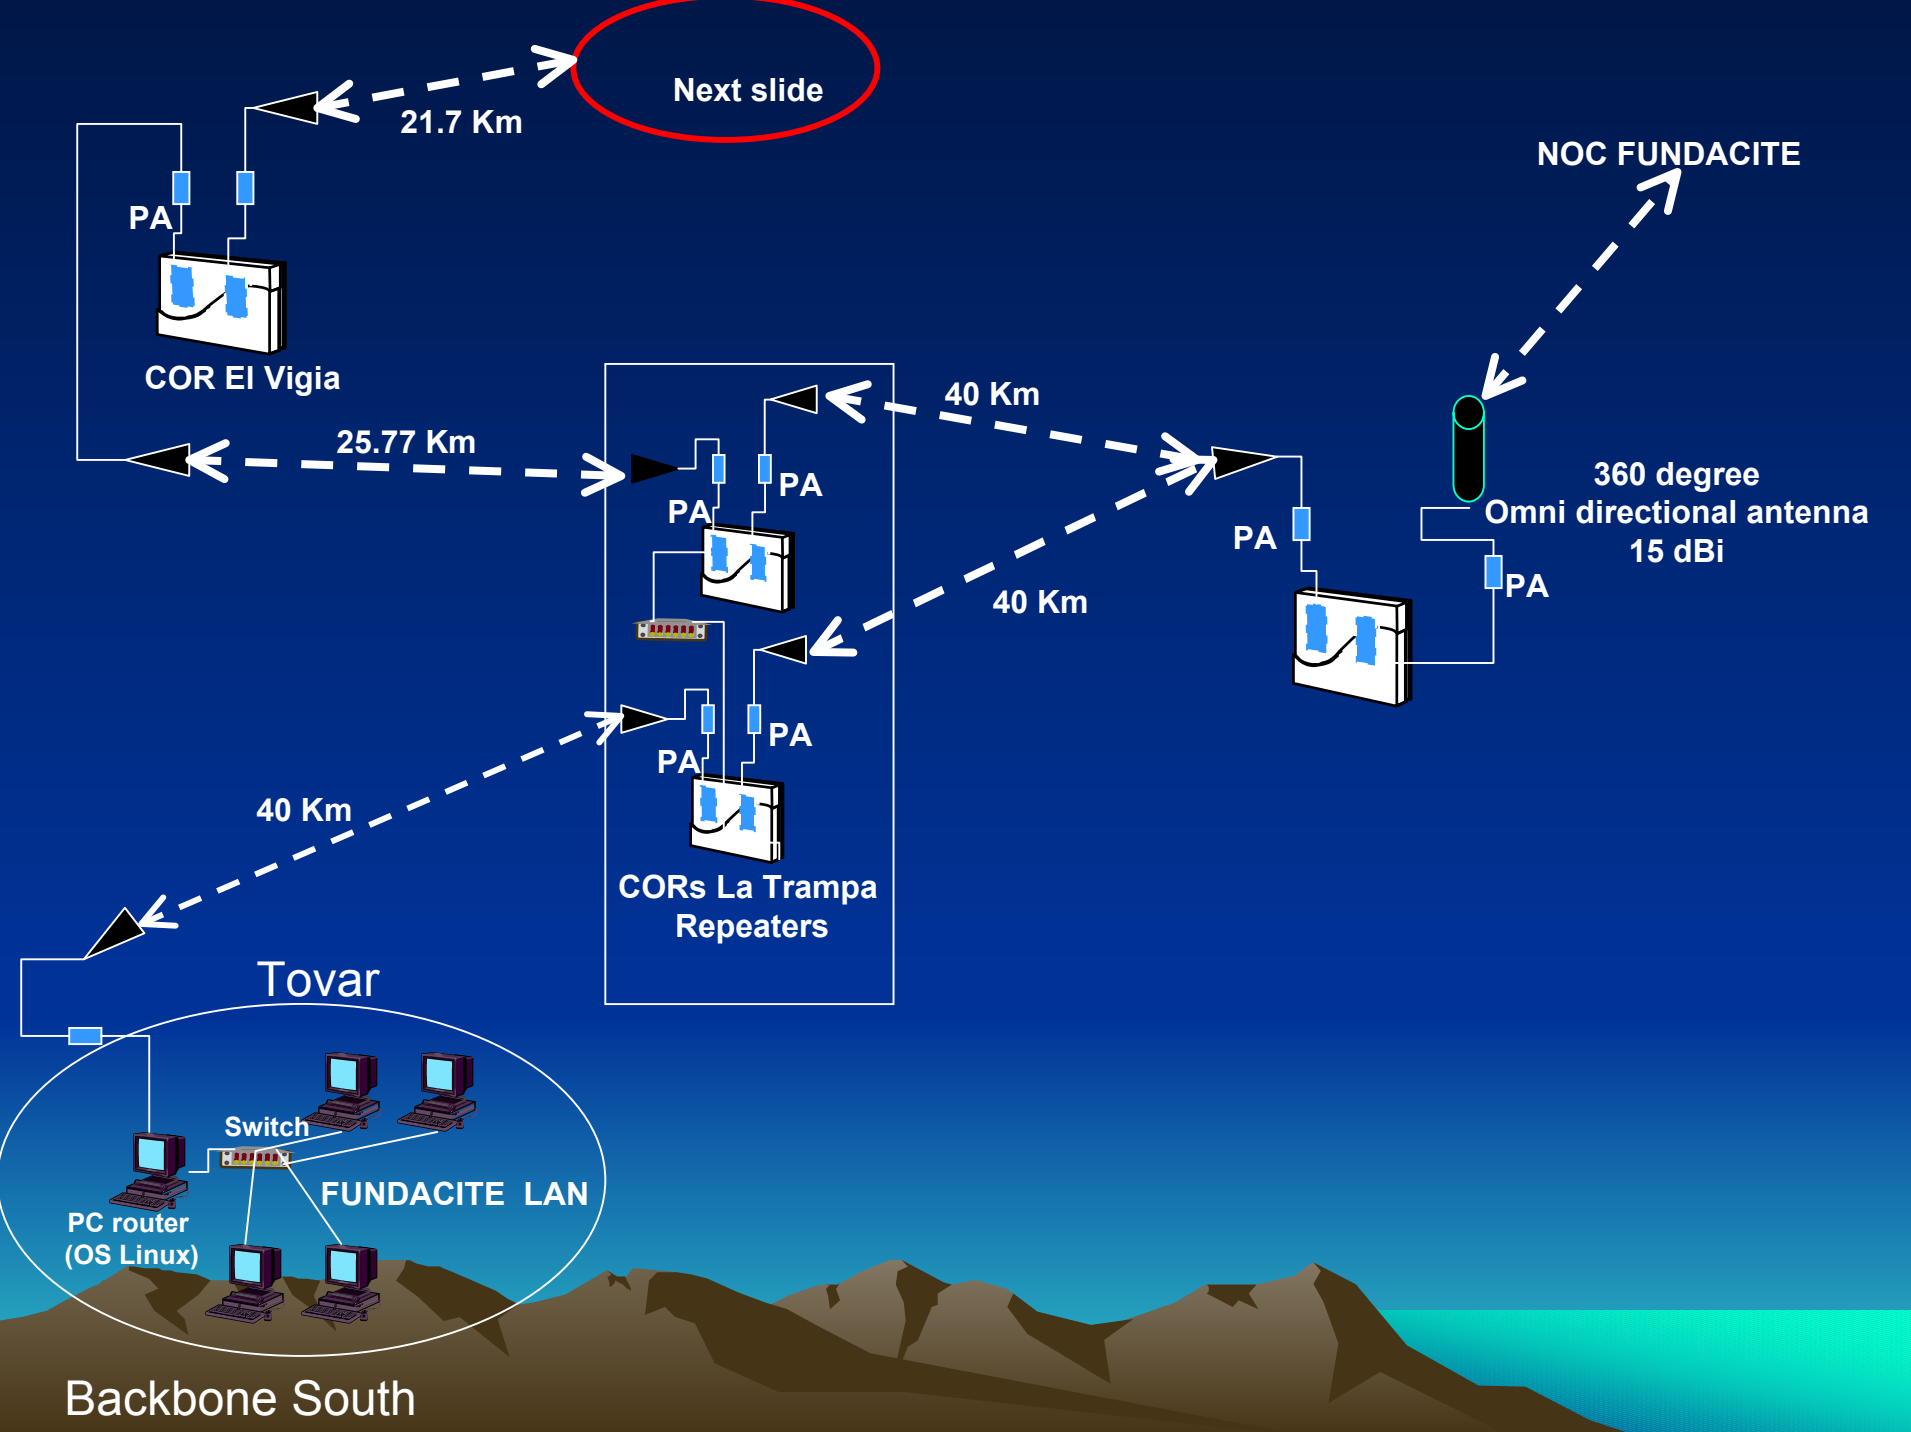 Next slide
21.7 Km
NOC FUNDACITE
PA
COR El Vigia
40 Km
25.77 Km
360 degree
Omni directional antenna
15 dBi
PA
PA
PA
PA
40 Km
PA
PA
40 Km
CORs La Trampa
Repeaters
Tovar
Switch
FUNDACITE LAN
PC router
(OS Linux)
Backbone South